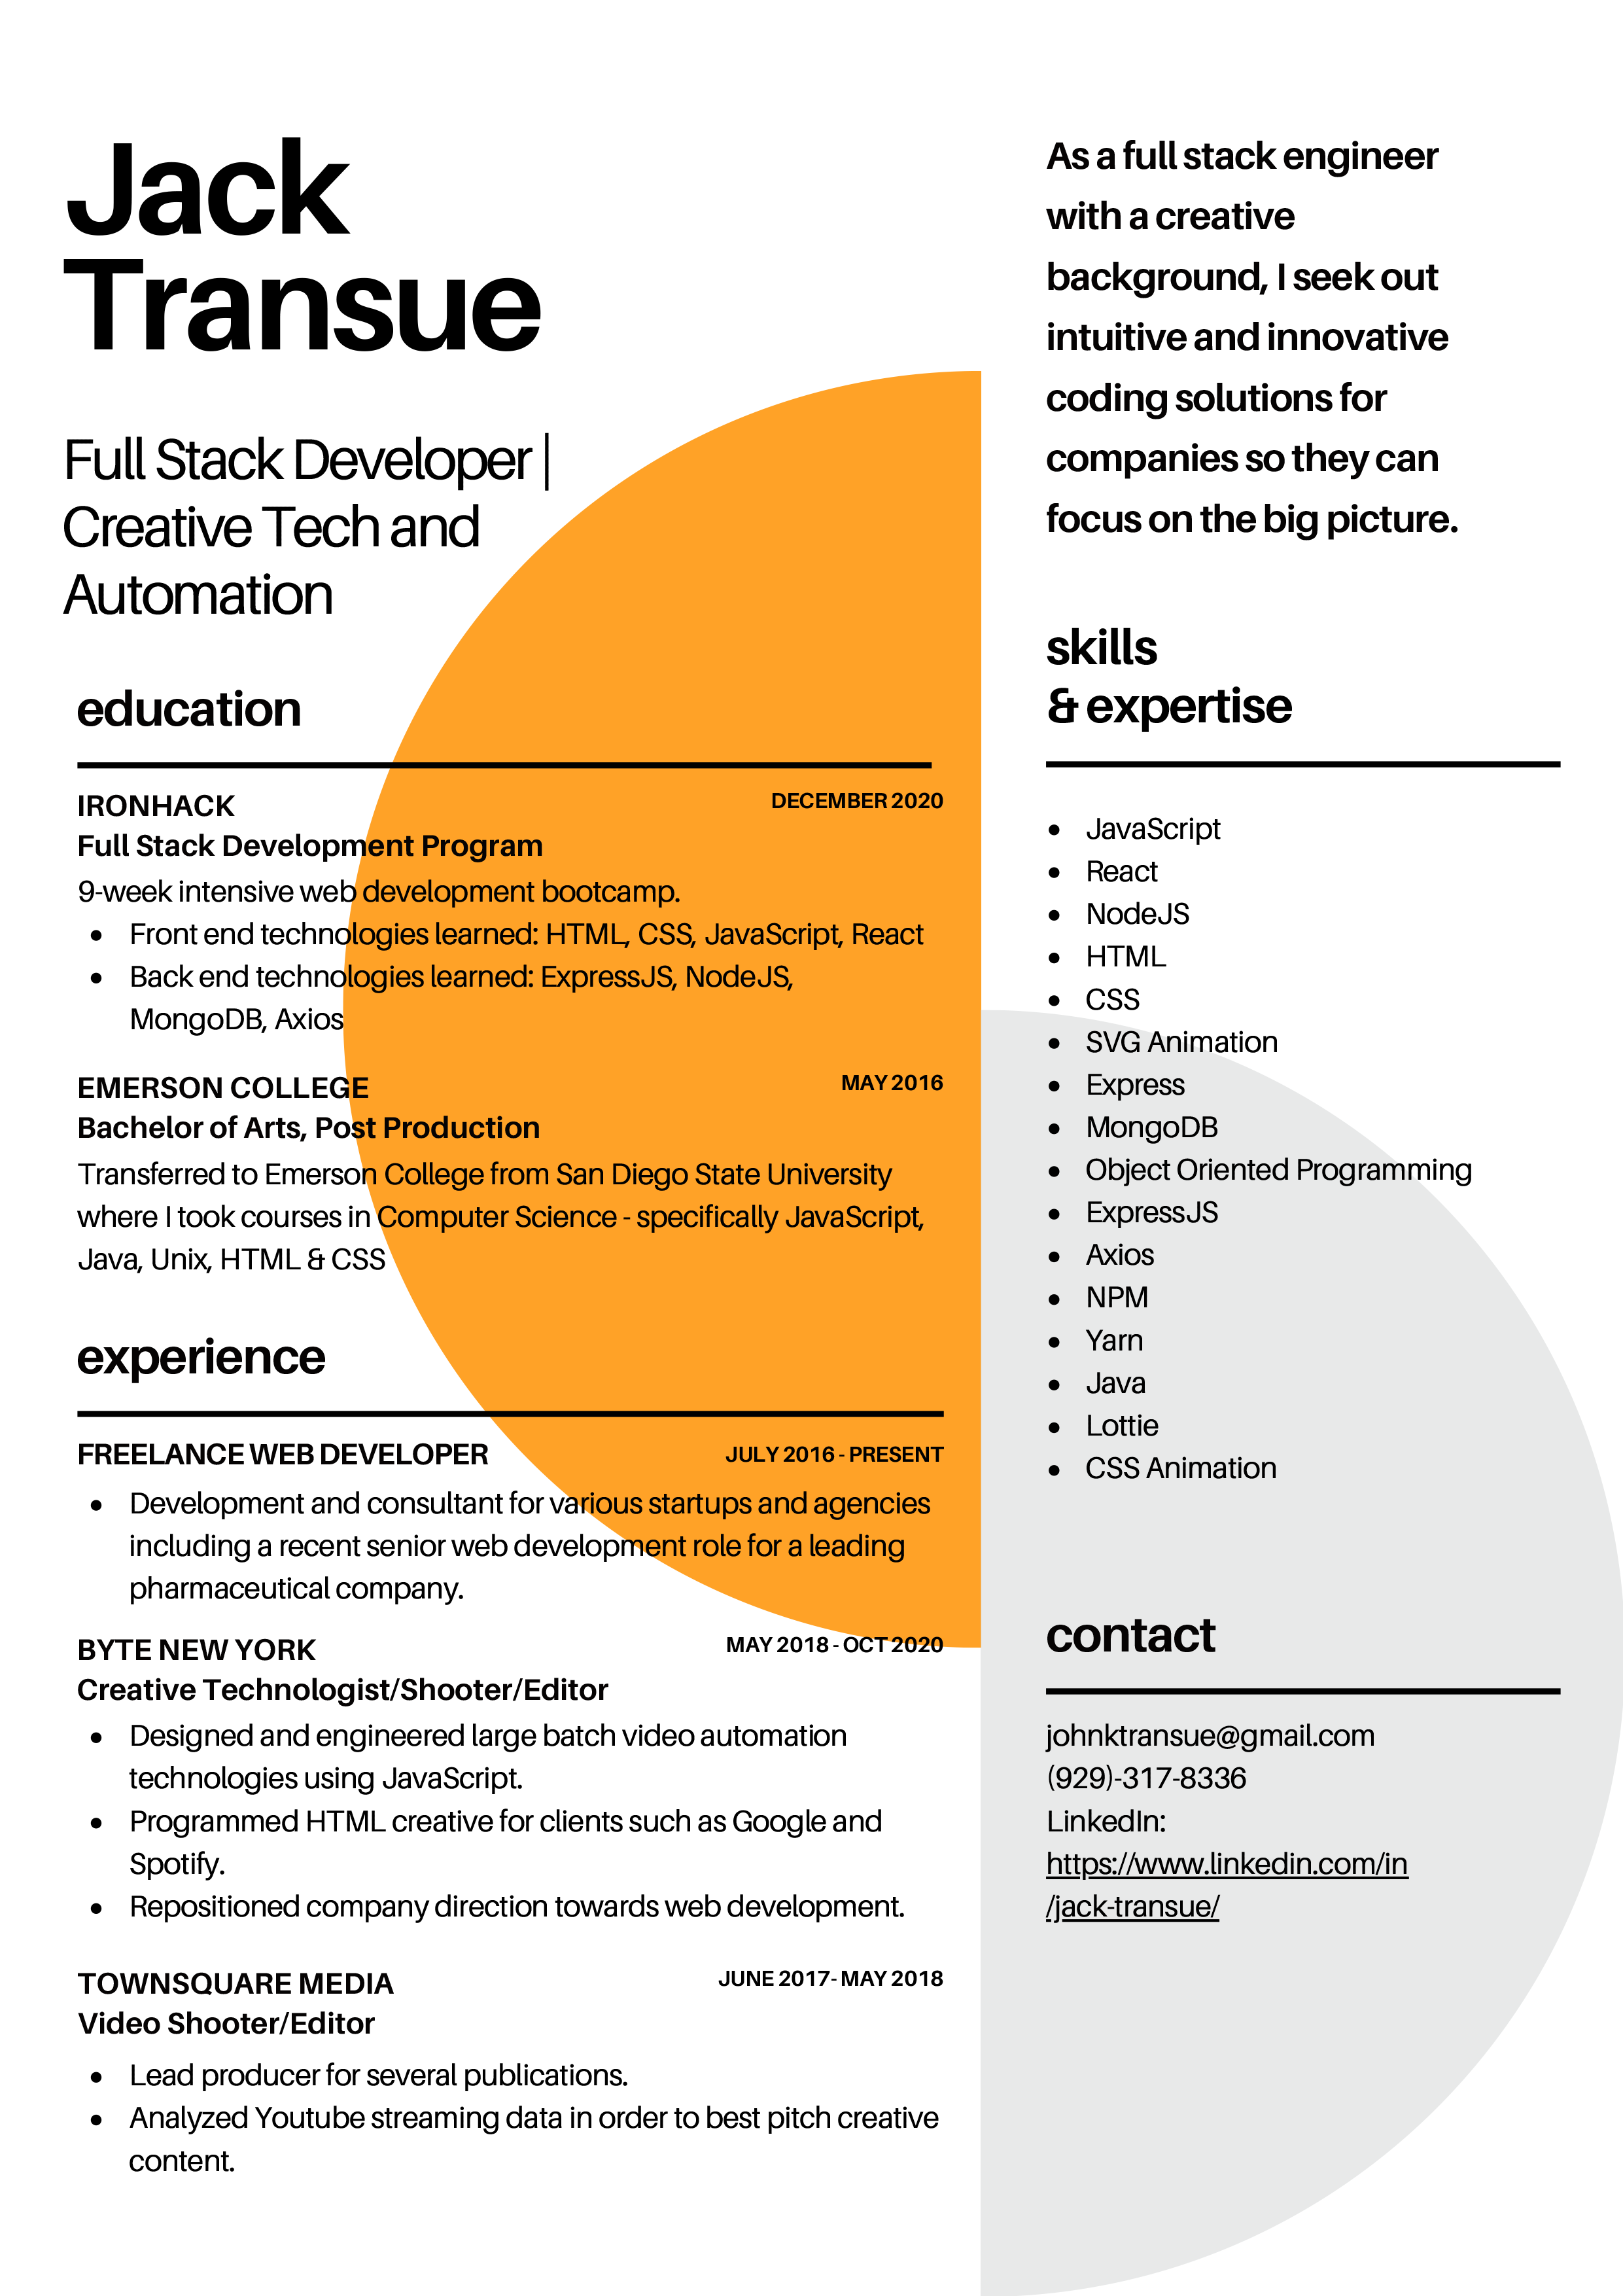 Jack
Transue
Full Stack Developer |
Creative Tech and
Automation
education
IRONHACK
DECEMBER 2020
Full Stack Development Program
9-week intensive web development bootcamp.
• Front end technologies learned: HTML, CSS, JavaScript, React
• Back end technologies learned: ExpressJS, NodeJS,
MongoDB, Axios
EMERSON COLLEGE
MAY 2016
Bachelor of Arts, Post Production
Transferred to Emerson College from San Diego State University
where I took courses in Computer Science - specifically JavaScript,
Java, Unix, HTML & CSS
experience
FREELANCE WEB DEVELOPER
JULY 2016 - PRESENT
• Development and consultant for various startups and agencies
including a recent senior web development role for a leading
pharmaceutical company.
BYTE NEW YORK
MAY 2018 - OCT 2020
Creative Technologist/Shooter/Editor
• Designed and engineered large batch video automation
technologies using JavaScript.
• Programmed HTML creative for clients such as Google and
Spotify.
• Repositioned company direction towards web development.
TOWNSQUARE MEDIA
JUNE 2017- MAY 2018
Video Shooter/Editor
• Lead producer for several publications.
• Analyzed Youtube streaming data in order to best pitch creative
content.
As a full stack engineer
with a creative
background, I seek out
intuitive and innovative
coding solutions for
companies so they can
focus on the big picture.
skills
& expertise
• JavaScript
• React
• NodeJS
• HTML
• CSS
• SVG Animation
• Express
• MongoDB
• Object Oriented Programming
• ExpressJS
• Axios
• NPM
• Yarn
• Java
• Lottie
• CSS Animation
contact
johnktransue@gmail.com
(929)-317-8336
LinkedIn:
https://www.linkedin.com/in
/jack-transue/